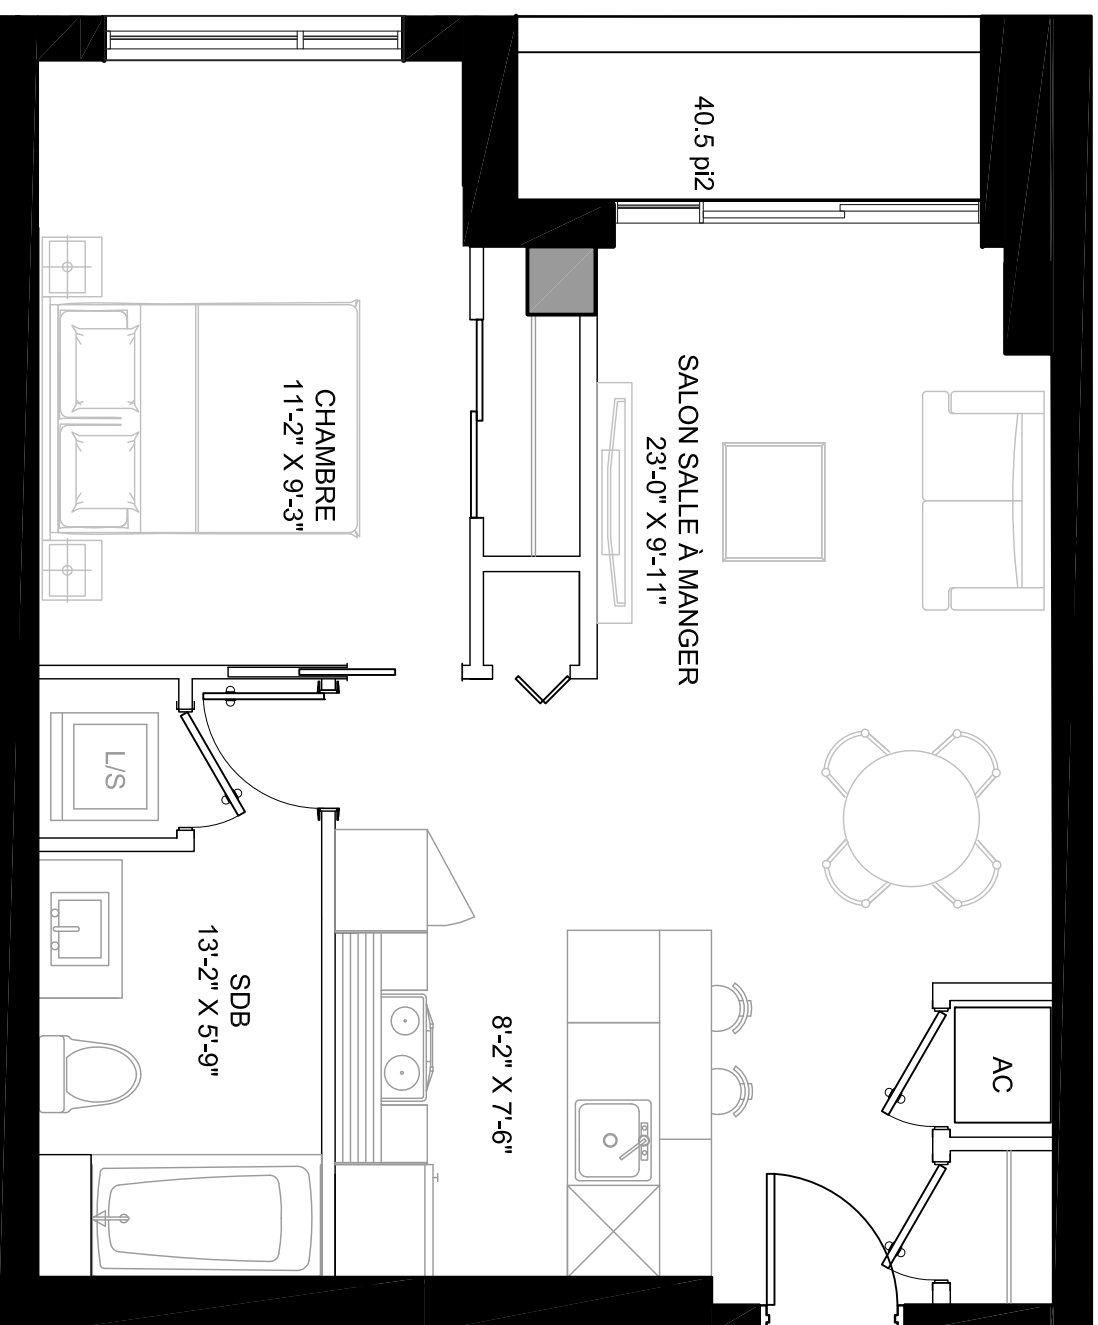 40.5 pi2
SALON SALLE À MANGER
23'-0" X 9'-11"
CHAMBRE
11'-2" X 9'-3"
L/S
SDB
13'-2" X 5'-9"
8'-2" X 7'-6"
AC